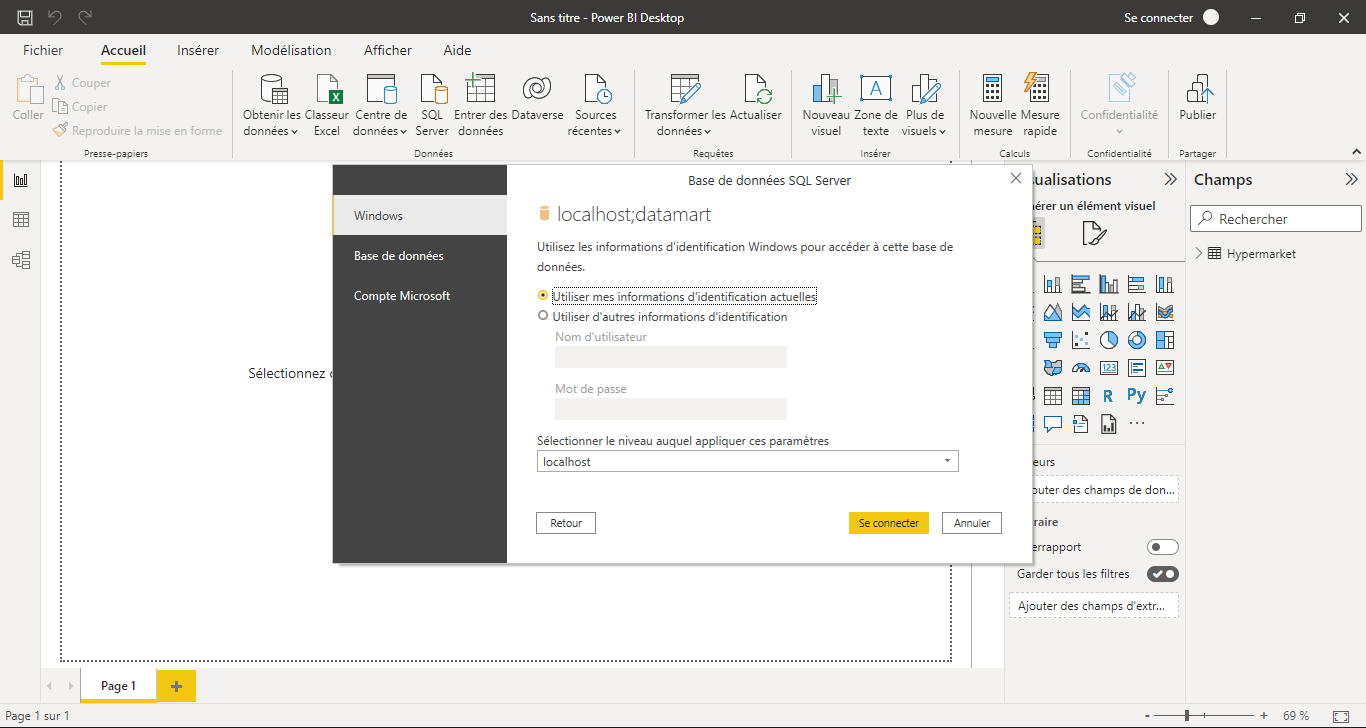 Sans titre - Power BI Desktop
Se connecter
Fichier
Accueil
Insérer
Modélisation
Afficher
Aide
Coller
Couper
Copier
Reproduire la mise en forme
Presse-papiers
Obtenir les données
Classeur Excel
Centre de données
SQL Server
Entrer des données
Dataverse
Sources récentes
Données
Transformer les données
Actualiser
Requêtes
Nouveau visuel
Zone de texte
Plus de visuels
Insérer
Nouvelle mesure
Mesure rapide
Calculs
Confidentialité
Confidentialité
Publier
Partager
Base de données SQL Server
Windows
Base de données
Compte Microsoft
localhost;datamart
Utilisez les informations d'identification Windows pour accéder à cette base de
données.
Utiliser mes informations d'identification actuelles
Utiliser d'autres informations d'identification
Nom d'utilisateur
Mot de passe
Sélectionner le niveau auquel appliquer ces paramètres
localhost
Retour
Se connecter
Annuler
Sélectionnez
ualisations
érer un élément visuel
123
R
Py
eurs
outer des champs de don...
raire
errapport
Garder tous les filtres
Ajouter des champs d'extr...
Champs
Rechercher
Hypermarket
Page 1
Page 1 sur 1
69 %